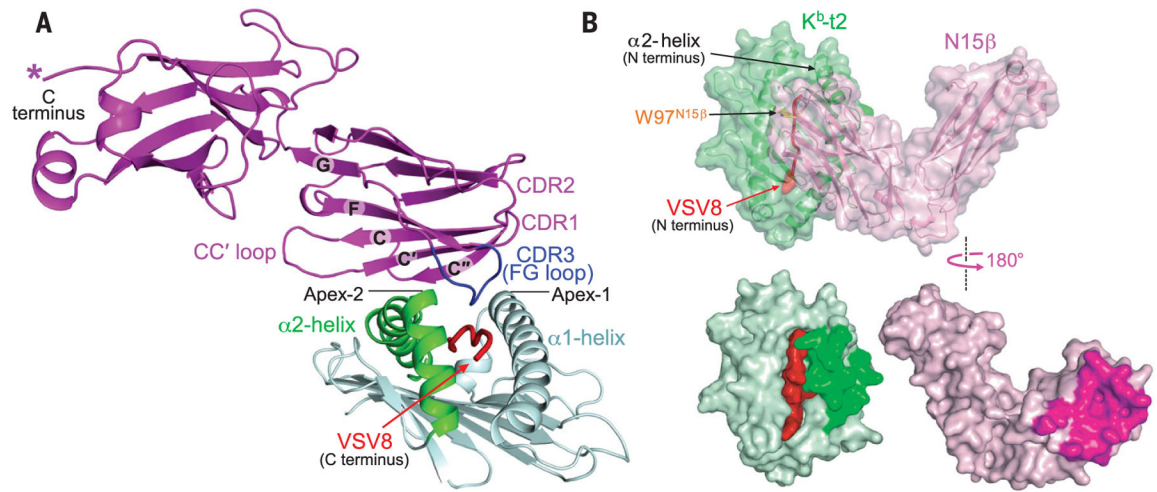 A
*
C
terminus
G
F
C
C′
C″
CDR2
CDR1
CC′ loop
CDR3
(FG loop)
Apex-2
Apex-1
α2-helix
α1-helix
VSV8
(C terminus)
B
Kᵇ-t2
N15β
α2-helix
(N terminus)
W97ᴺ¹⁵ᵝ
VSV8
(N terminus)
180°